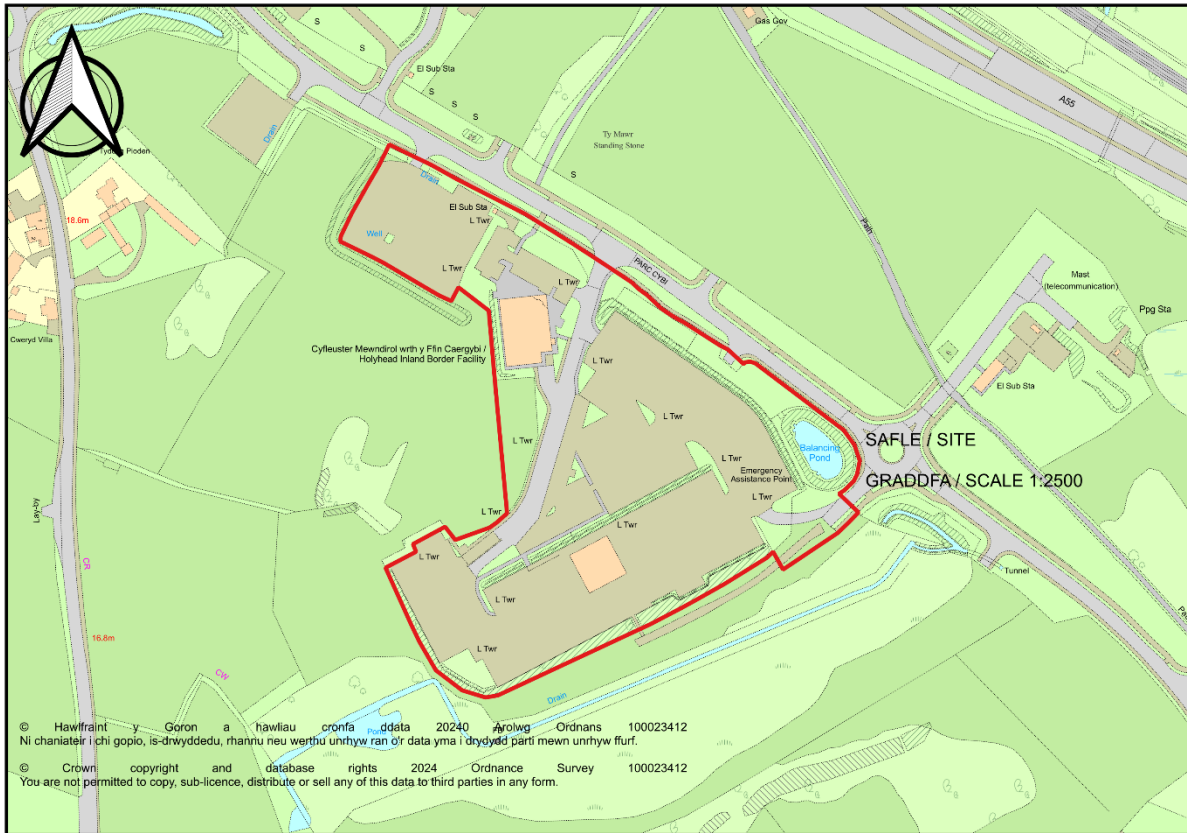 Gas Gov
El Sub Sta
S
S
S
S
S
A55
Drain
Ty Mawr
Standing Stone
S
Pioden
18.6m
Drain
El Sub Sta
L Twr
Well
L Twr
L Twr
PARC CYBI
Path
Mast
(telecommunication)
Ppg Sta
Cweryd Villa
Cyfleuster Mewndirol wrth y Ffin Caergybi /
Holyhead Inland Border Facility
L Twr
El Sub Sta
L Twr
L Twr
L Twr
Balancing
Pond
SAFLE / SITE
Emergency
Assistance Point
GRADDFA / SCALE 1:2500
L Twr
Lay-by
L Twr
L Twr
L Twr
CR
Tunnel
L Twr
16.8m
L Twr
CW
Drain
Pond
© Hawlfraint y Goron a hawliau cronfa ddata 20240 Arolwg Ordnans 100023412
Ni chaniateir i chi gopio, is-drwyddedu, rhannu neu werthu unrhyw ran o'r data yma i drydydd parti mewn unrhyw ffurf.
© Crown copyright and database rights 2024 Ordnance Survey 100023412
You are not permitted to copy, sub-licence, distribute or sell any of this data to third parties in any form.